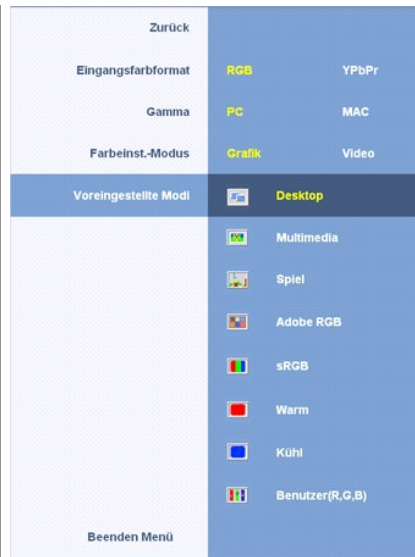 Zurück
Eingangsfarbformat RGB YPbPr
Gamma PC MAC
Farbeinst.-Modus Grafik Video
Voreingestellte Modi Desktop
Multimedia
Spiel
Adobe RGB
sRGB
Warm
Kühl
Benutzer(R,G,B)
Beenden Menü